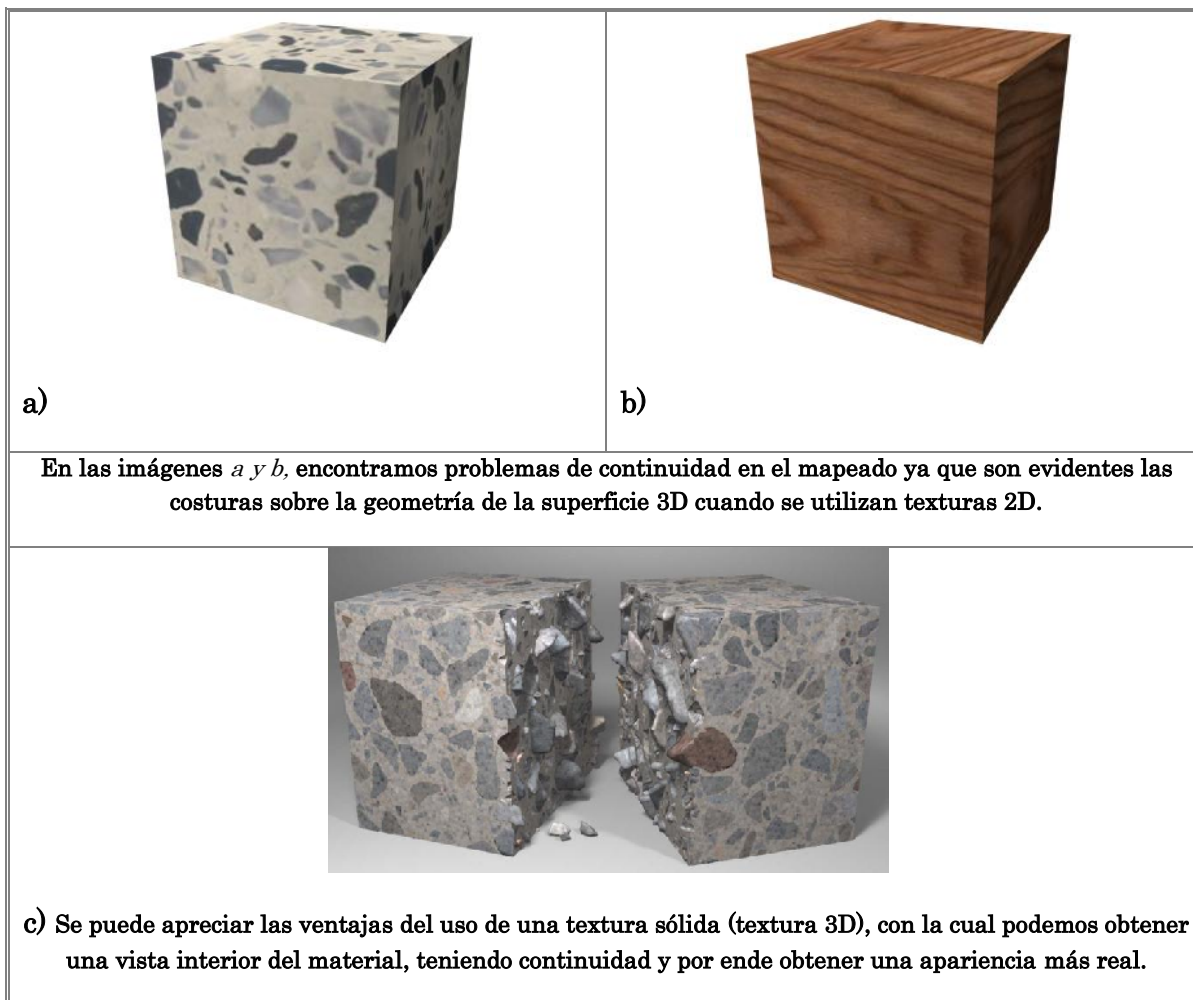 a)
b)
En las imágenes a y b, encontramos problemas de continuidad en el mapeado ya que son evidentes las
costuras sobre la geometría de la superficie 3D cuando se utilizan texturas 2D.
c) Se puede apreciar las ventajas del uso de una textura sólida (textura 3D), con la cual podemos obtener
una vista interior del material, teniendo continuidad y por ende obtener una apariencia más real.